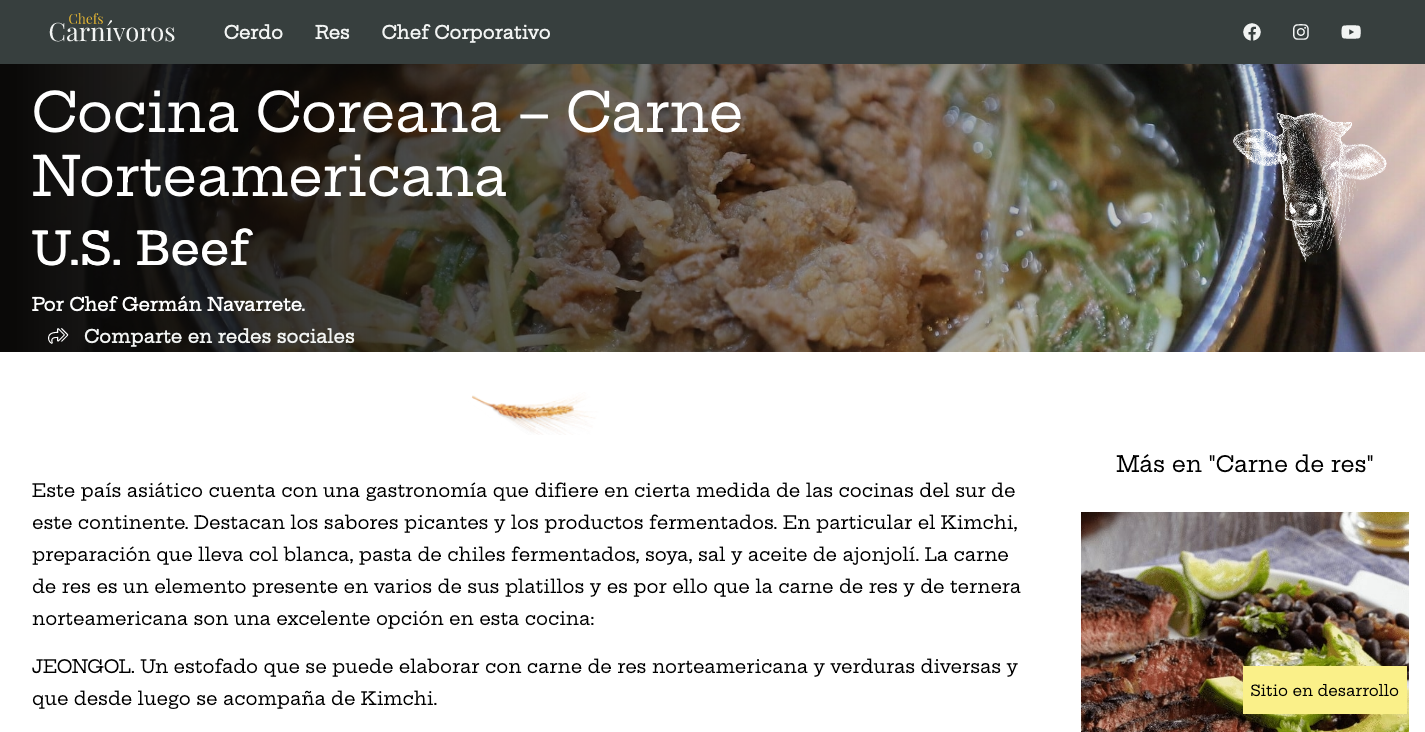 Chefs
Carnívoros
Cerdo
Res
Chef Corporativo
Cocina Coreana – Carne
Norteamericana
U.S. Beef
Por Chef Germán Navarrete.
Comparte en redes sociales
Más en "Carne de res"
Este país asiático cuenta con una gastronomía que difiere en cierta medida de las cocinas del sur de
este continente. Destacan los sabores picantes y los productos fermentados. En particular el Kimchi,
preparación que lleva col blanca, pasta de chiles fermentados, soya, sal y aceite de ajonjolí. La carne
de res es un elemento presente en varios de sus platillos y es por ello que la carne de res y de ternera
norteamericana son una excelente opción en esta cocina:
JEONGOL. Un estofado que se puede elaborar con carne de res norteamericana y verduras diversas y
que desde luego se acompaña de Kimchi.
Sitio en desarrollo